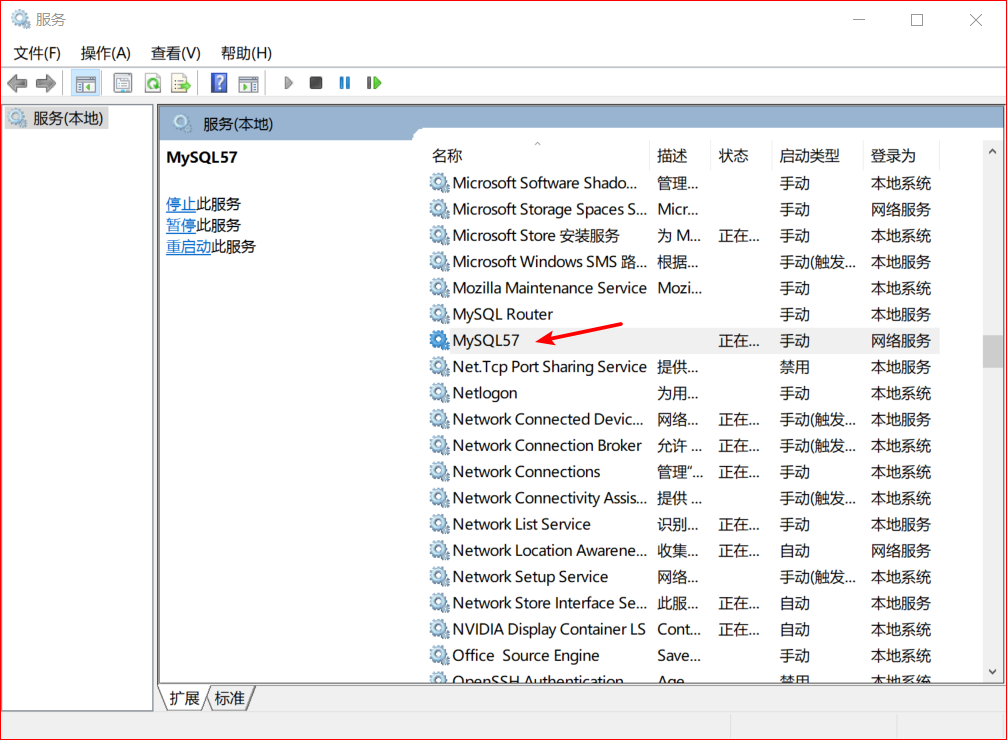 服务
文件(F) 操作(A) 查看(V) 帮助(H)
服务(本地)
服务(本地)
MySQL57
停止此服务
暂停此服务
重启动此服务
名称 描述 状态 启动类型 登录为
Microsoft Software Shado... 管理... 手动 本地系统
Microsoft Storage Spaces S... Micr... 手动 网络服务
Microsoft Store 安装服务 为 M... 正在... 手动 本地系统
Microsoft Windows SMS 路... 根据... 手动(触发... 本地服务
Mozilla Maintenance Service Mozi... 手动 本地系统
MySQL Router 手动 本地服务
MySQL57 正在... 手动 网络服务
Net.Tcp Port Sharing Service 提供... 禁用 本地服务
Netlogon 为用... 手动 本地系统
Network Connected Devic... 网络... 正在... 手动(触发... 本地服务
Network Connection Broker 允许 ... 正在... 手动(触发... 本地系统
Network Connections 管理“... 正在... 手动 本地系统
Network Connectivity Assis... 提供 ... 手动(触发... 本地系统
Network List Service 识别... 正在... 手动 本地服务
Network Location Awarene... 收集... 正在... 自动 网络服务
Network Setup Service 网络... 手动(触发... 本地系统
Network Store Interface Se... 此服... 正在... 自动 本地服务
NVIDIA Display Container LS Cont... 正在... 自动 本地系统
Office  Source Engine Save... 手动 本地系统
OpenSSH Authentication Age... 禁用 本地系统
扩展 标准